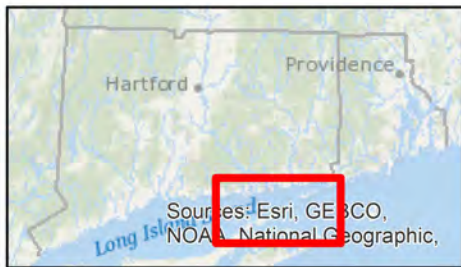 Hartford
Providence
Sources: Esri, GEBCO,
Long Island
NOAA, National Geographic,